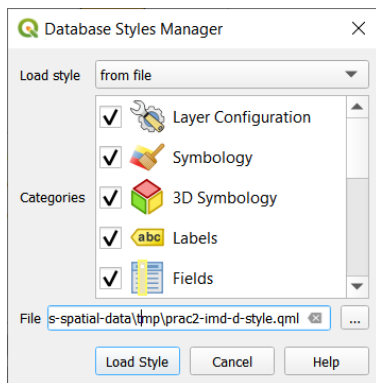 Database Styles Manager
Load style from file
Layer Configuration
Symbology
Categories 3D Symbology
abc Labels
Fields
File s-spatial-data\tmp\prac2-imd-d-style.qml ...
Load Style Cancel Help